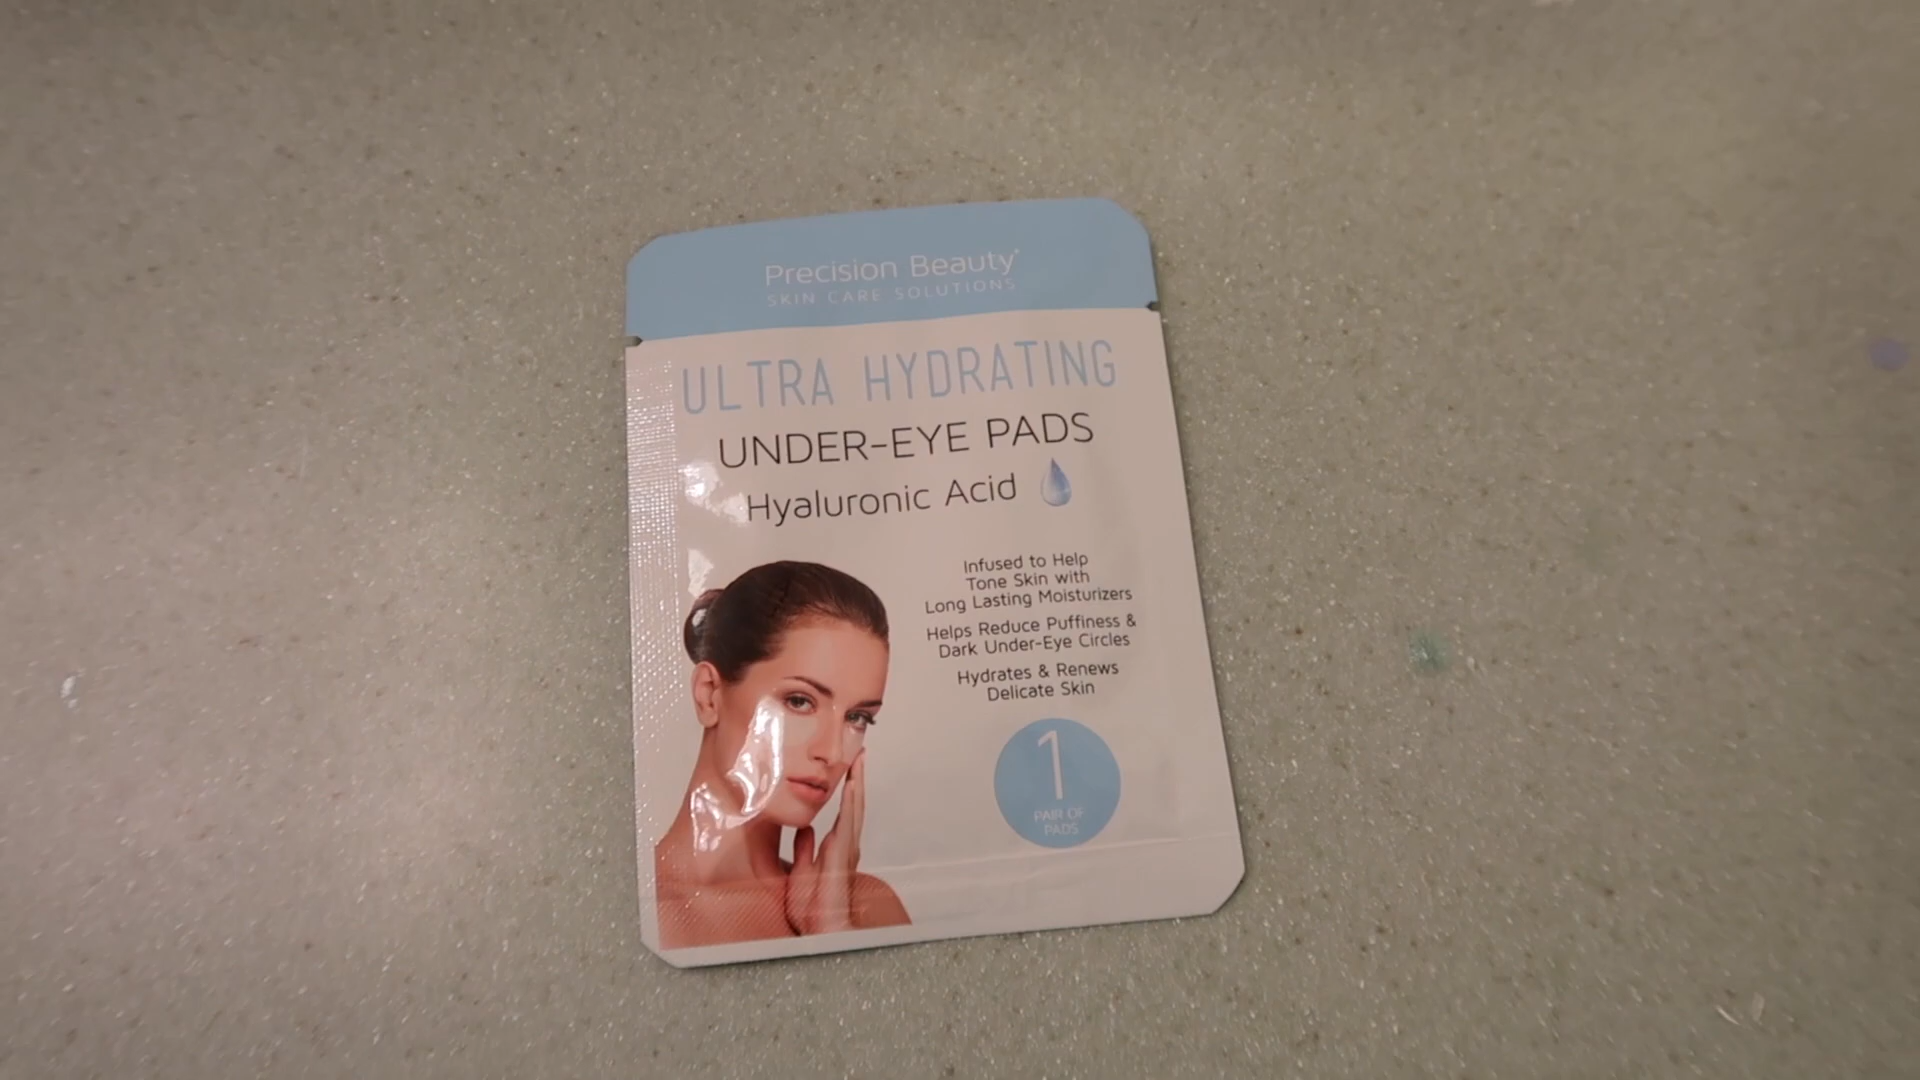 Precision Beauty
SKIN CARE SOLUTIONS
ULTRA HYDRATING
UNDER-EYE PADS
Hyaluronic Acid
Infused to Help
Tone Skin with
Long Lasting Moisturizers
Helps Reduce Puffiness &
Dark Under-Eye Circles
Hydrates & Renews
Delicate Skin
1
PAIR OF
PADS